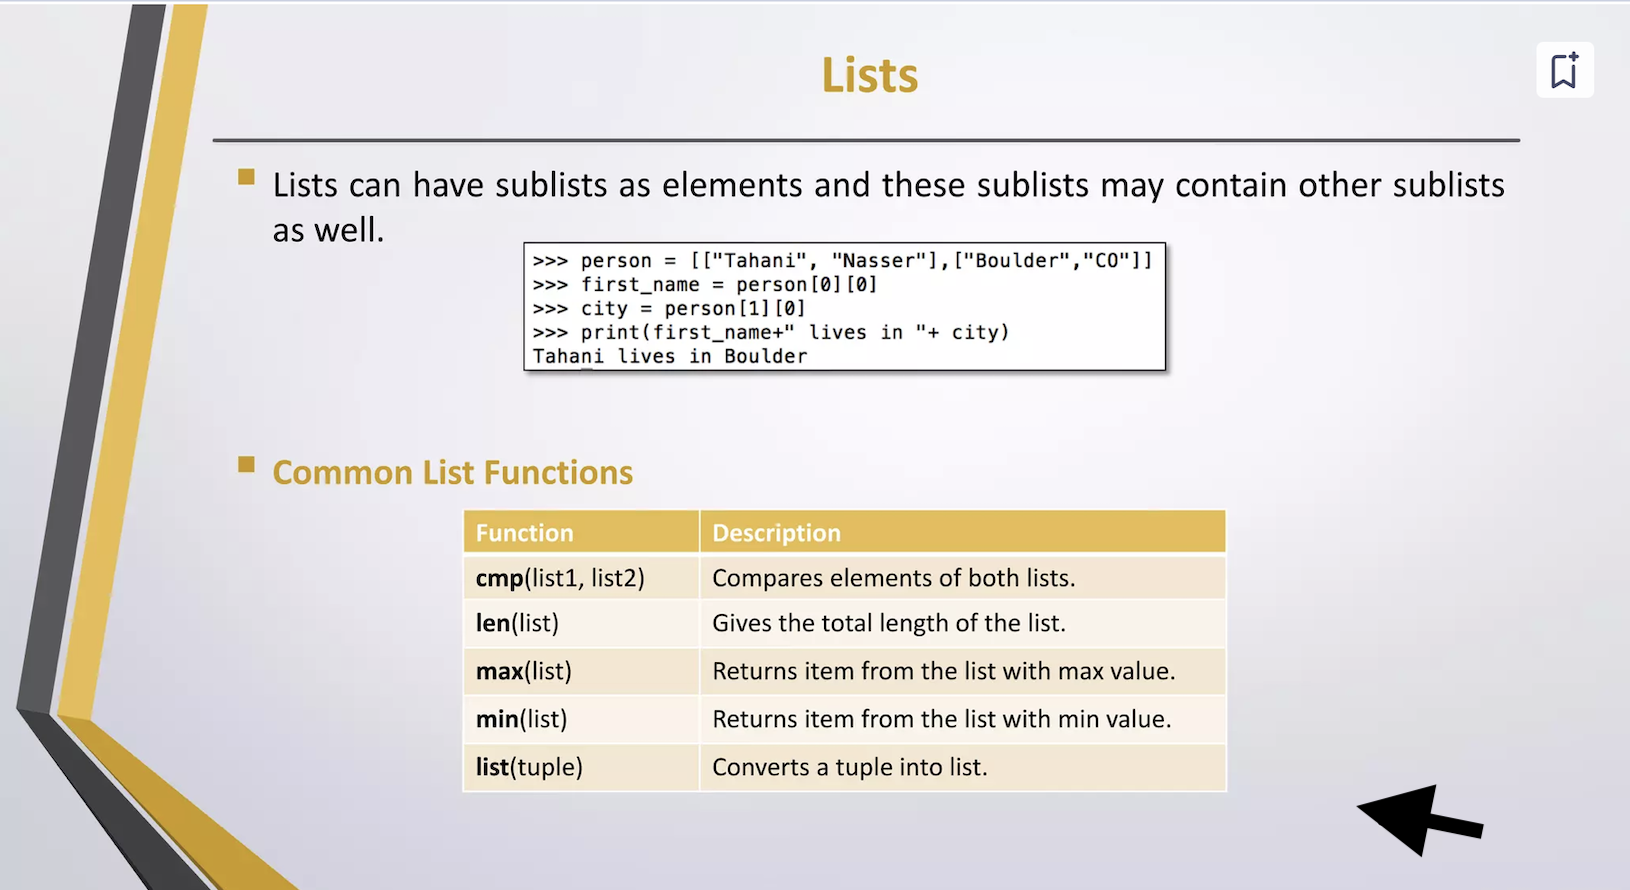 Lists
Lists can have sublists as elements and these sublists may contain other sublists
as well.
>>> person = [["Tahani", "Nasser"],["Boulder","CO"]]
>>> first_name = person[0][0]
>>> city = person[1][0]
>>> print(first_name+" lives in "+ city)
Tahani lives in Boulder
Common List Functions
Function Description
cmp(list1, list2) Compares elements of both lists.
len(list) Gives the total length of the list.
max(list) Returns item from the list with max value.
min(list) Returns item from the list with min value.
list(tuple) Converts a tuple into list.